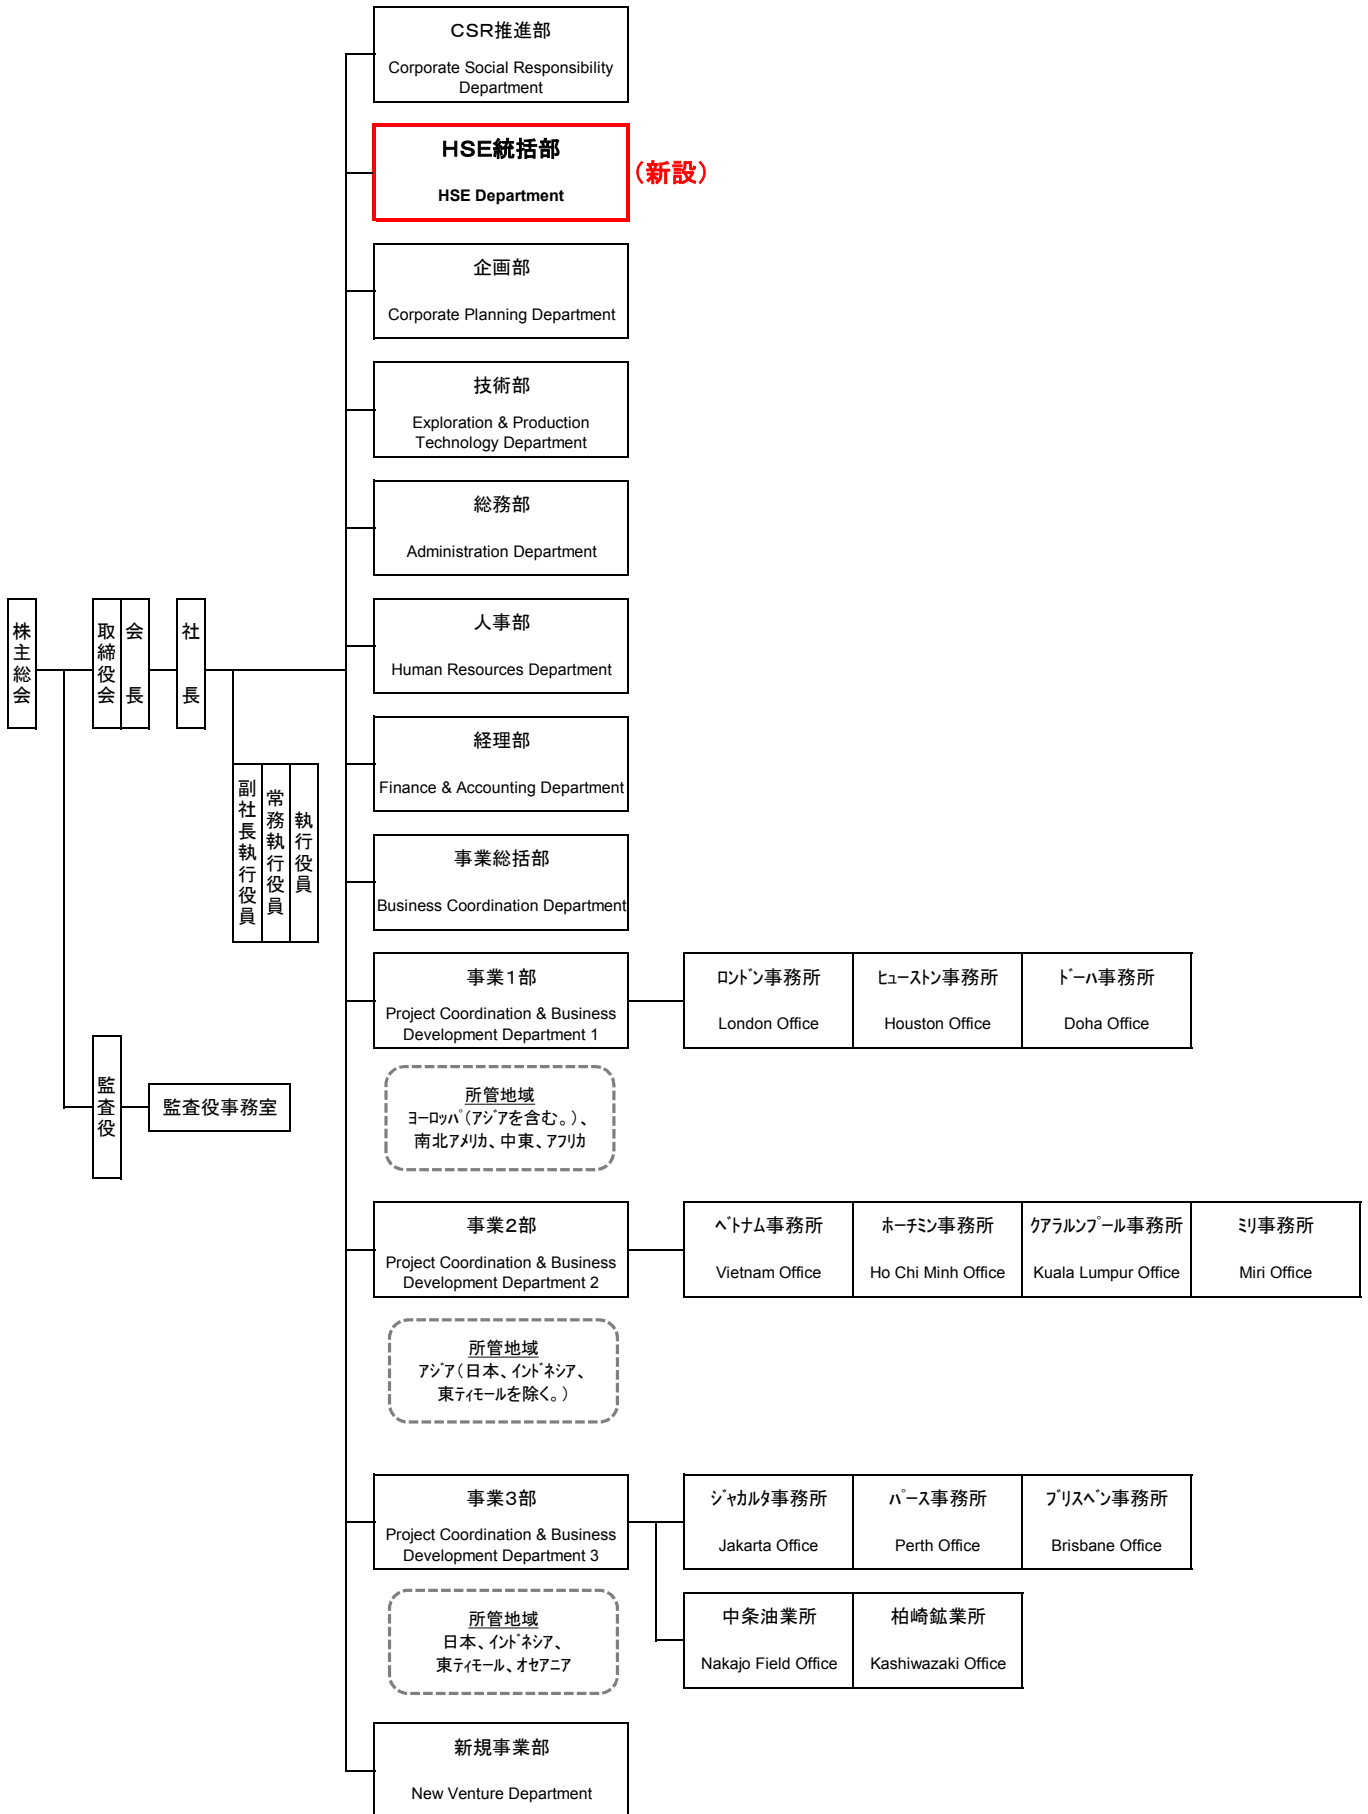 CSR推進部
Corporate Social Responsibility
Department
HSE統括部
HSE Department
(新設)
企画部
Corporate Planning Department
技術部
Exploration & Production
Technology Department
総務部
Administration Department
人事部
Human Resources Department
経理部
Finance & Accounting Department
事業総括部
Business Coordination Department
株主総会
取締役会
会長
社長
副社長執行役員
常務執行役員
執行役員
監査役
監査役事務室
事業1部
Project Coordination & Business
Development Department 1
ロンドン事務所
London Office
ヒューストン事務所
Houston Office
ドーハ事務所
Doha Office
所管地域
ヨーロッパ(アジアを含む。)、
南北アメリカ、中東、アフリカ
事業2部
Project Coordination & Business
Development Department 2
ベトナム事務所
Vietnam Office
ホーチミン事務所
Ho Chi Minh Office
クアラルンプール事務所
Kuala Lumpur Office
ミリ事務所
Miri Office
所管地域
アジア(日本、インドネシア、
東ティモールを除く。)
事業3部
Project Coordination & Business
Development Department 3
ジャカルタ事務所
Jakarta Office
パース事務所
Perth Office
ブリスベン事務所
Brisbane Office
中条油業所
Nakajo Field Office
柏崎鉱業所
Kashiwazaki Office
所管地域
日本、インドネシア、
東ティモール、オセアニア
新規事業部
New Venture Department